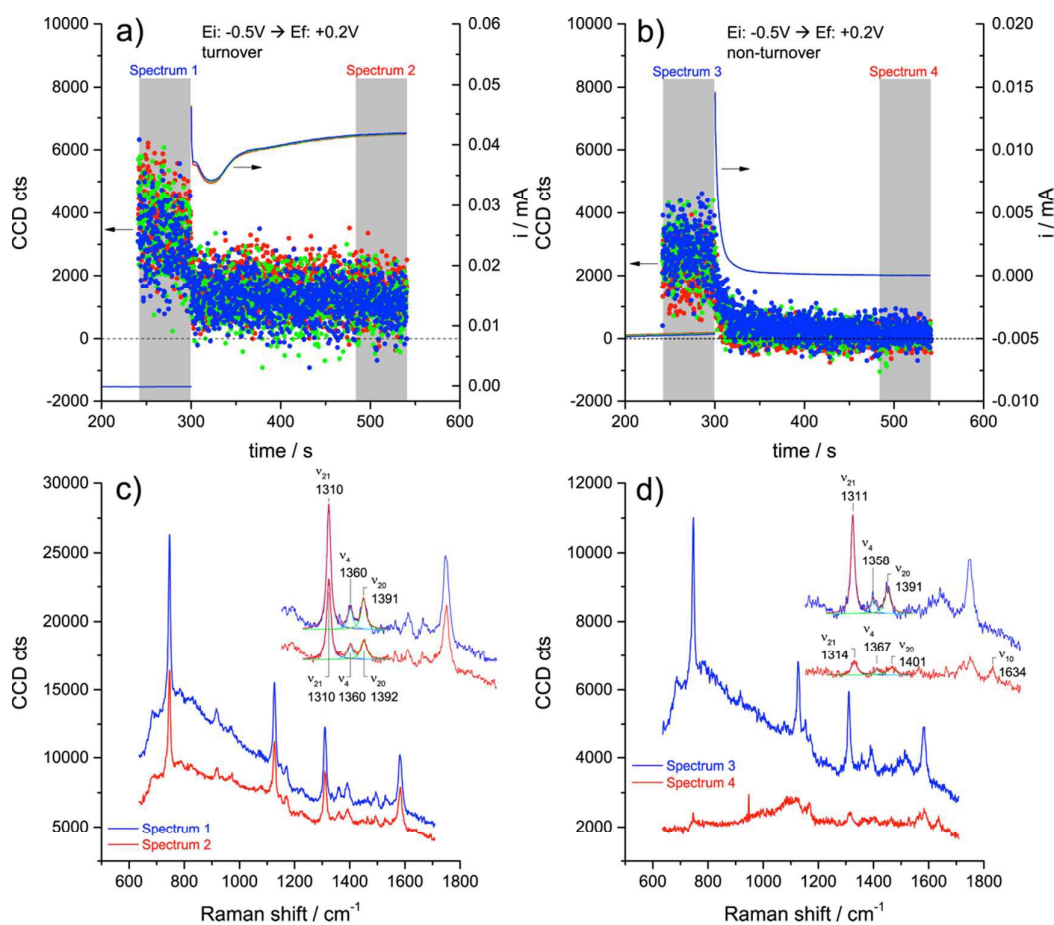 a)
Ei: -0.5V → Ef: +0.2V
turnover
Spectrum 1
Spectrum 2
10000
8000
6000
4000
2000
0
-2000
CCD cts
0.06
0.05
0.04
0.03
0.02
0.01
0.00
i / mA
200 300 400 500 600
time / s
b)
Ei: -0.5V → Ef: +0.2V
non-turnover
Spectrum 3
Spectrum 4
10000
8000
6000
4000
2000
0
-2000
CCD cts
0.020
0.015
0.010
0.005
0.000
-0.005
-0.010
i / mA
200 300 400 500 600
time / s
c)
30000
25000
20000
15000
10000
5000
CCD cts
ν21
1310
ν4
1360
ν20
1391
ν21 ν4 ν20
1310 1360 1392
Spectrum 1
Spectrum 2
600 800 1000 1200 1400 1600 1800
Raman shift / cm-1
d)
12000
10000
8000
6000
4000
2000
CCD cts
ν21
1311
ν4
1358
ν20
1391
ν21
1314
ν4
1367
ν20
1401
ν10
1634
Spectrum 3
Spectrum 4
600 800 1000 1200 1400 1600 1800
Raman shift / cm-1